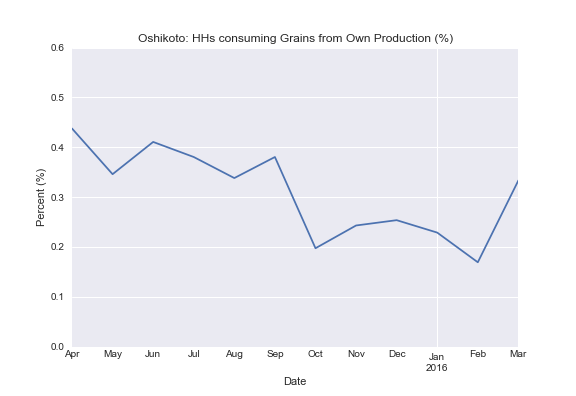 Oshikoto: HHs consuming Grains from Own Production (%)
0.6
0.5
0.4
0.3
0.2
0.1
0.0
Percent (%)
Apr May Jun Jul Aug Sep Oct Nov Dec Jan Feb Mar
2016
Date